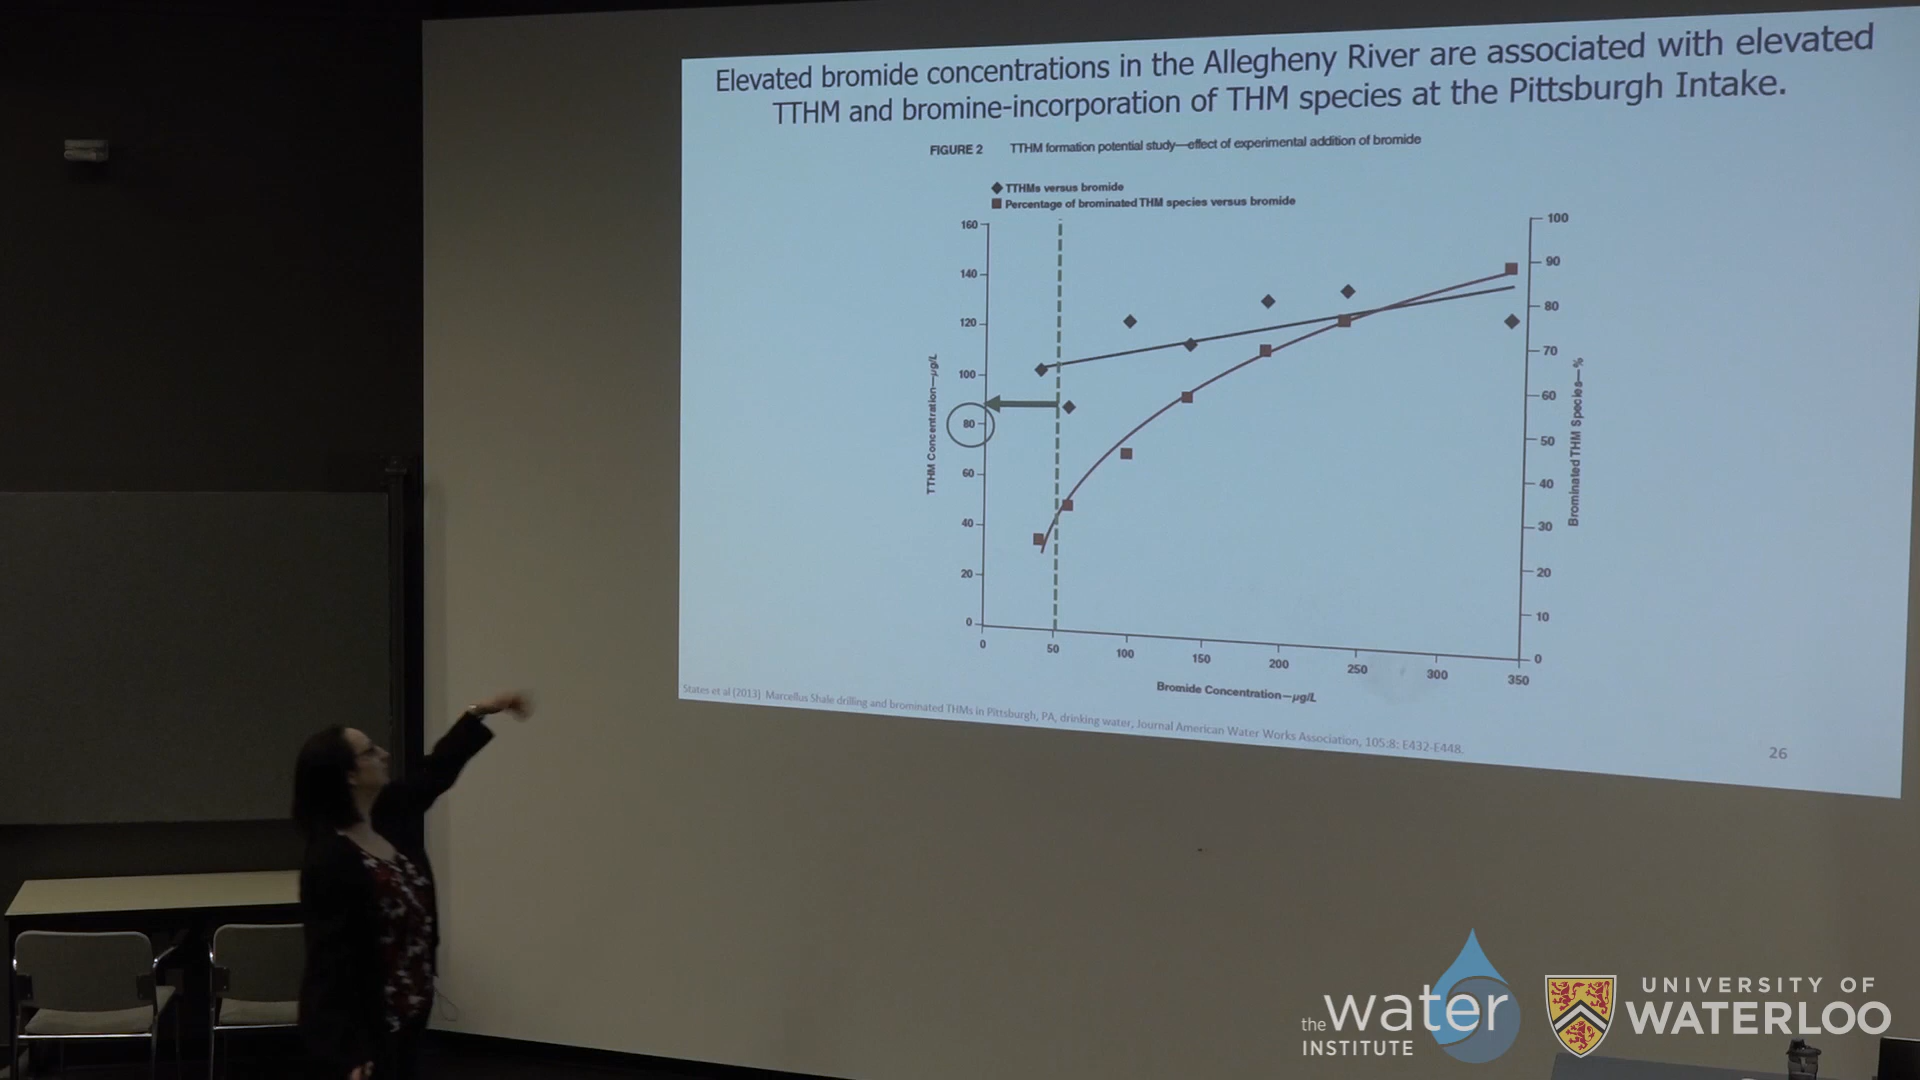 Elevated bromide concentrations in the Allegheny River are associated with elevated
TTHM and bromine-incorporation of THM species at the Pittsburgh Intake.
FIGURE 2 TTHM formation potential study—effect of experimental addition of bromide
TTHMs versus bromide
Percentage of brominated THM species versus bromide
160
140
120
100
80
60
40
20
0
TTHM Concentration—µg/L
100
90
80
70
60
50
40
30
20
10
0
Brominated THM Species—%
0 50 100 150 200 250 300 350
Bromide Concentration—µg/L
States et al (2013) Marcellus Shale drilling and brominated THMs in Pittsburgh, PA, drinking water, Journal American Water Works Association, 105:8: E432-E448.
26
the water
INSTITUTE
UNIVERSITY OF
WATERLOO